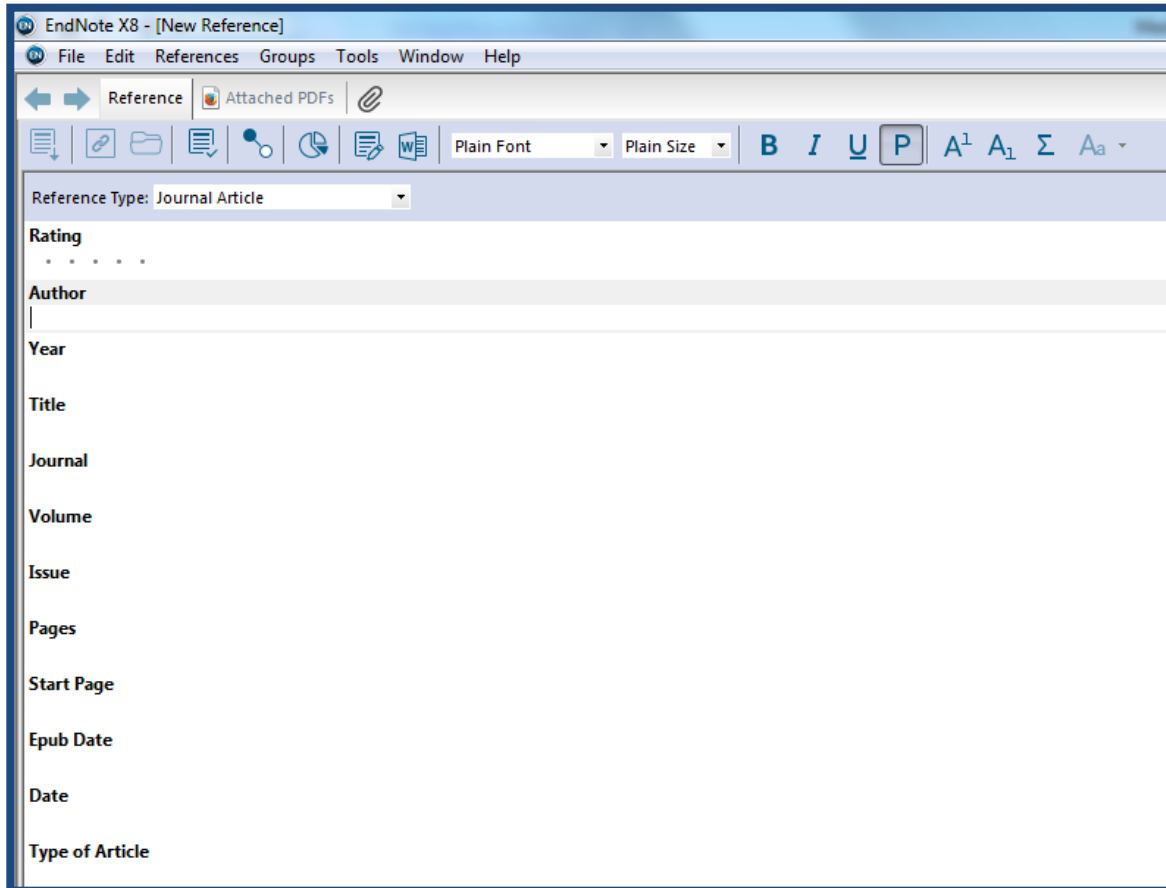 EN EndNote X8 - [New Reference]
EN File Edit References Groups Tools Window Help
Reference Attached PDFs
W Plain Font Plain Size B I U P A1 A1 Σ Aa
Reference Type: Journal Article
Rating
Author
Year
Title
Journal
Volume
Issue
Pages
Start Page
Epub Date
Date
Type of Article